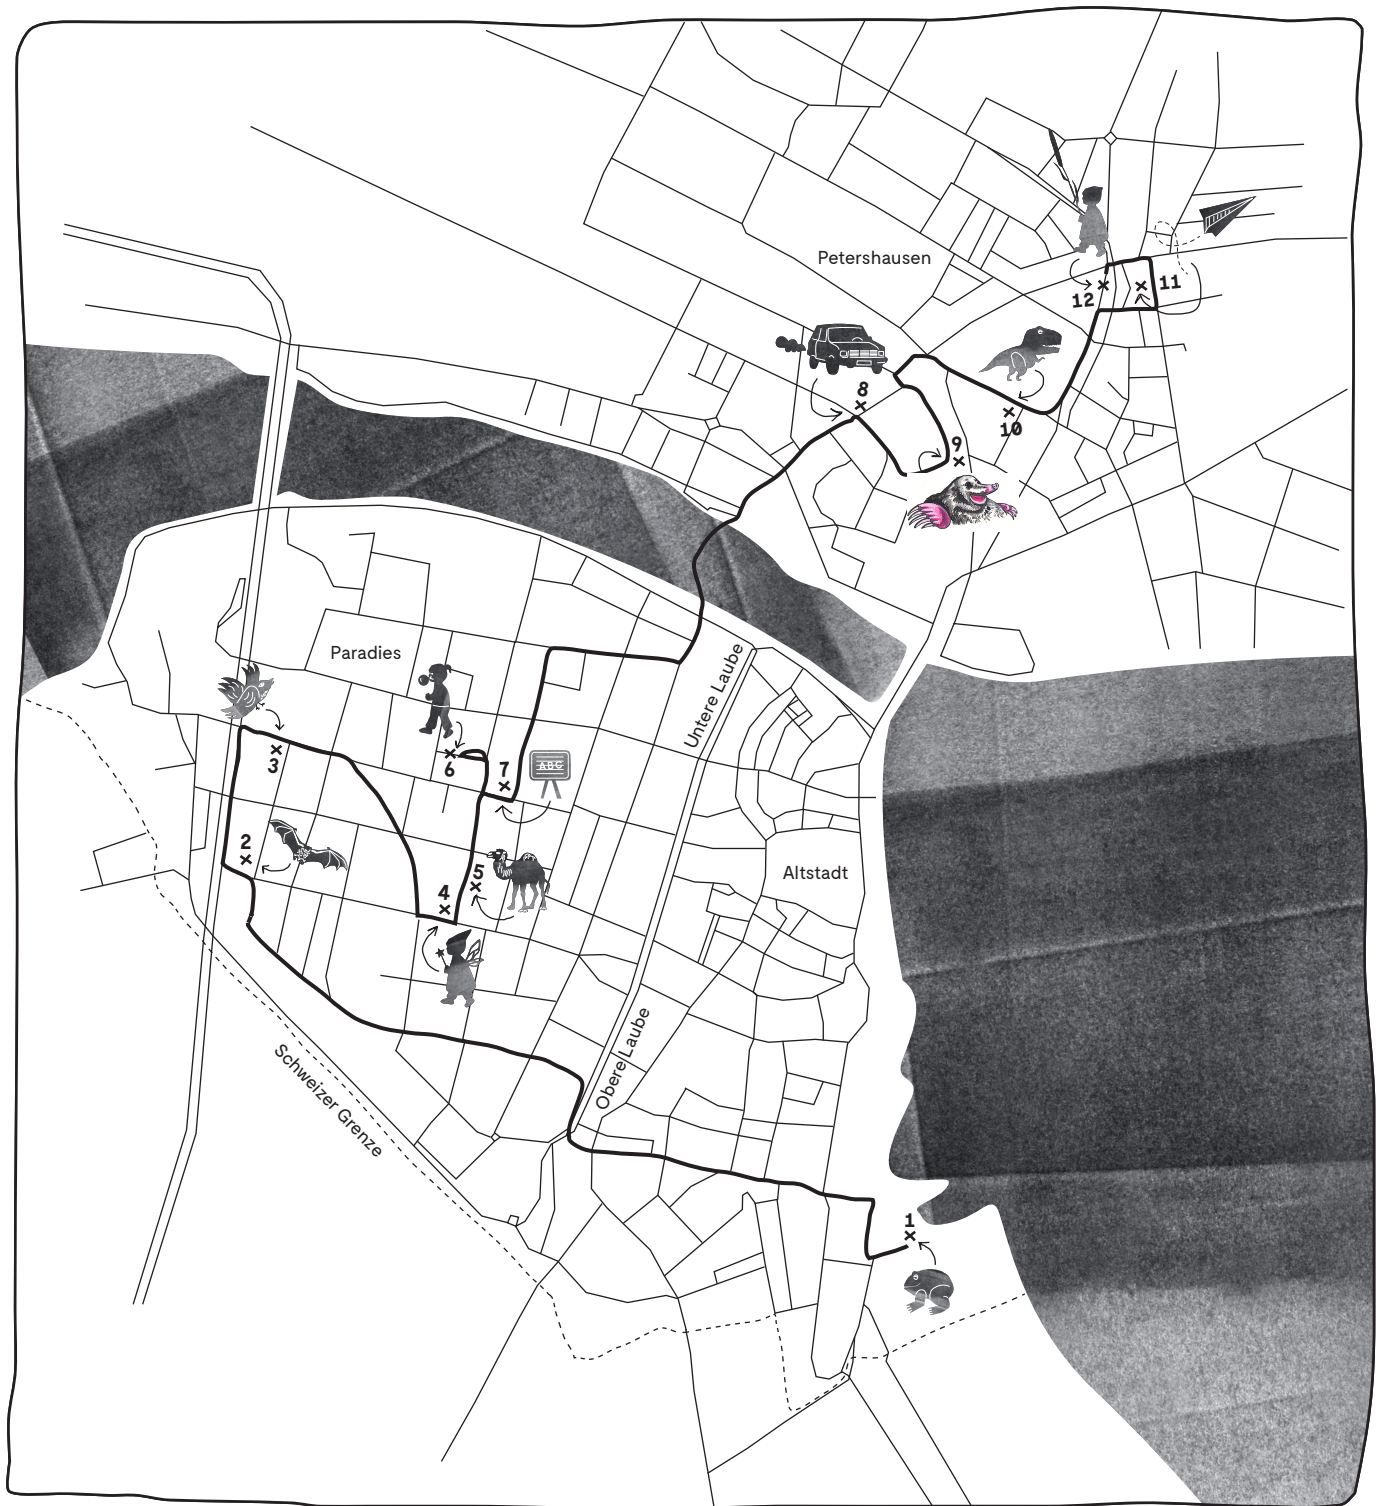 Petershausen
11
12
8
10
9
Paradies
Untere Laube
3
6
7
ABC
2
5
4
Altstadt
Obere Laube
Schweizer Grenze
1